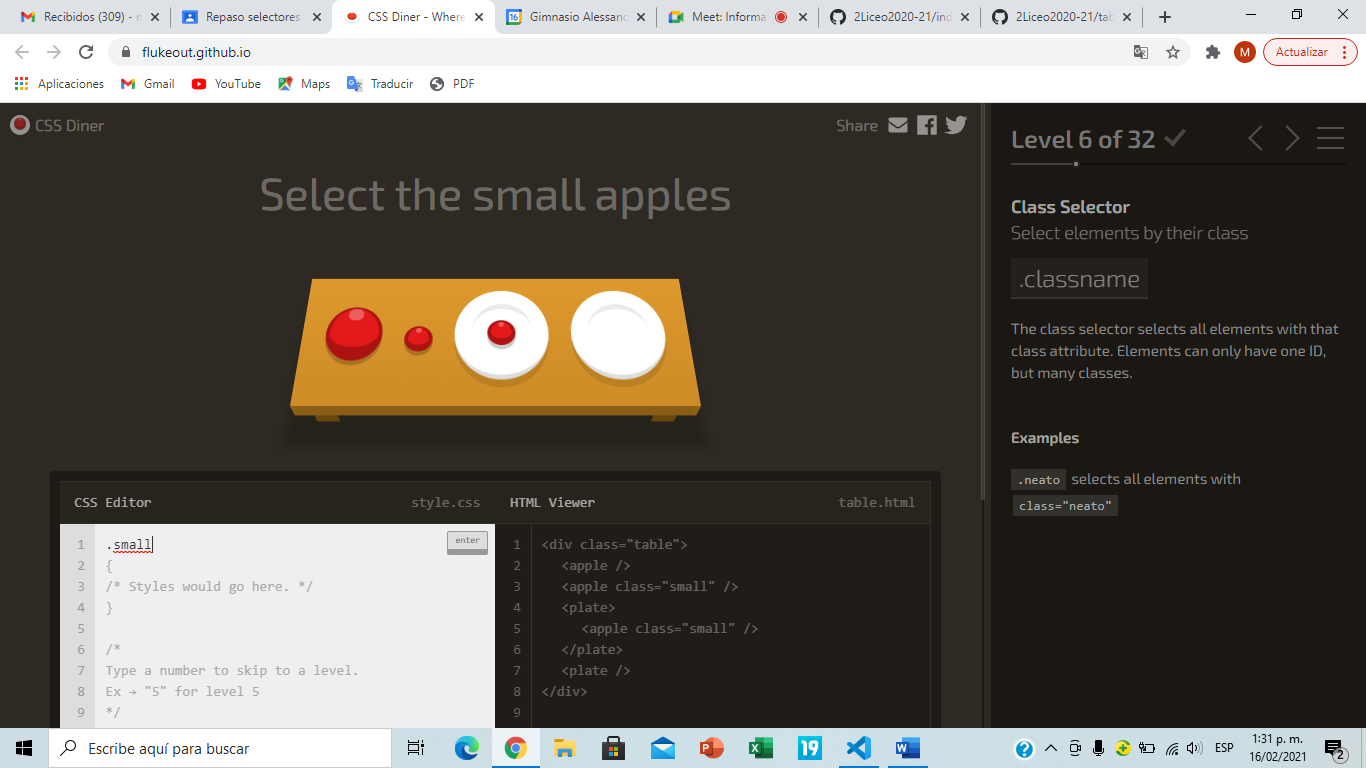 Recibidos (309) - n
Repaso selectores
CSS Diner - Where
16
Gimnasio Alessand
Meet: Informa
2Liceo2020-21/ind
2Liceo2020-21/tab
flukeout.github.io
M
Actualizar
Aplicaciones
Gmail
YouTube
Maps
Traducir
PDF
CSS Diner
Share
Level 6 of 32
Select the small apples
Class Selector
Select elements by their class
.classname
The class selector selects all elements with that
class attribute. Elements can only have one ID,
but many classes.
Examples
.neato selects all elements with
class="neato"
CSS Editor
style.css
HTML Viewer
table.html
enter
1 .small
2 {
3 /* Styles would go here. */
4 }
5
6 /*
7 Type a number to skip to a level.
8 Ex → "5" for level 5
9 */
1 <div class="table">
2 <apple />
3 <apple class="small" />
4 <plate>
5 <apple class="small" />
6 </plate>
7 <plate />
8 </div>
9
Escribe aquí para buscar
19
ESP
1:31 p. m.
16/02/2021
2